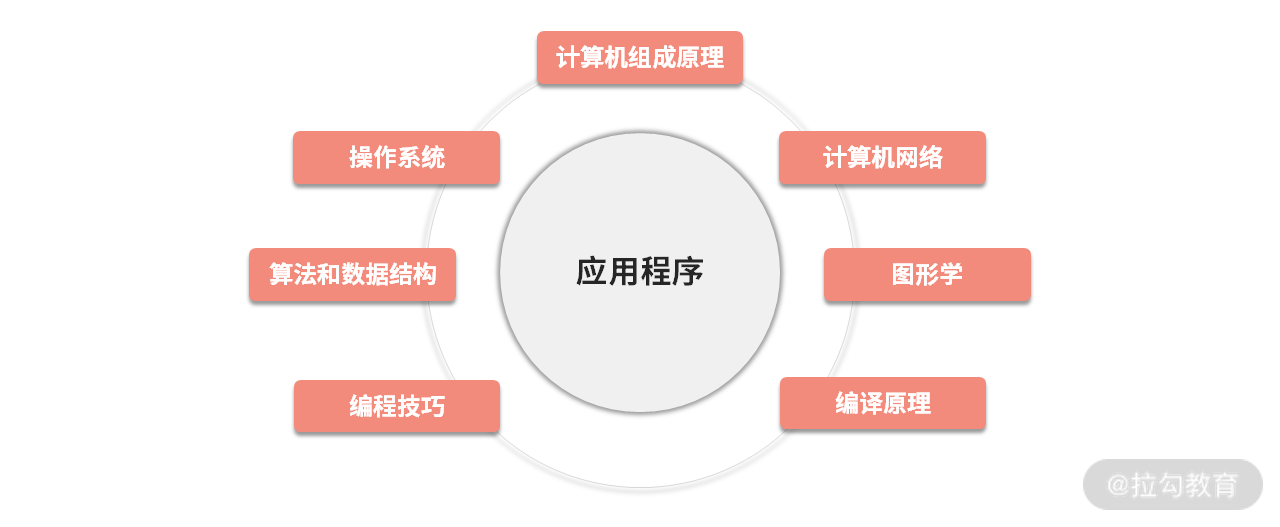 计算机组成原理
操作系统
计算机网络
算法和数据结构
应用程序
图形学
编程技巧
编译原理
@拉勾教育